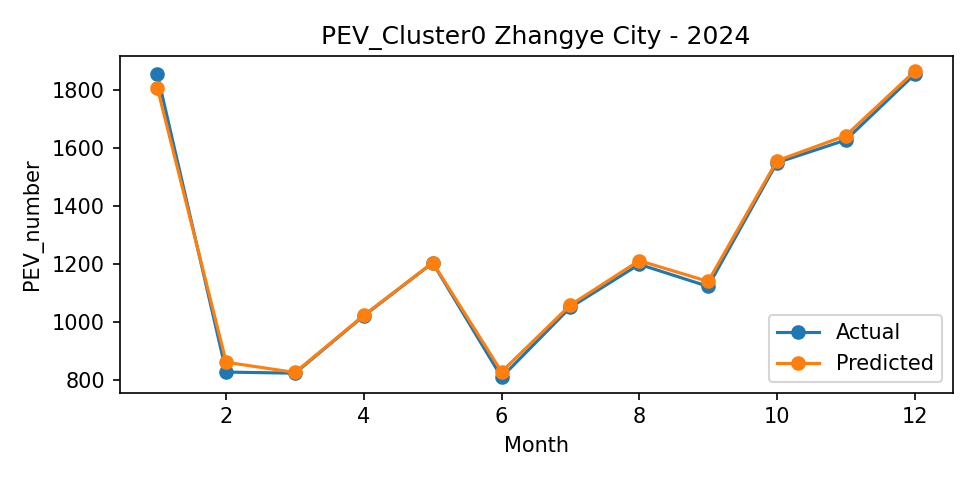 PEV_Cluster0 Zhangye City - 2024
PEV_number
1800
1600
1400
1200
1000
800
2 4 6 8 10 12
Month
Actual
Predicted